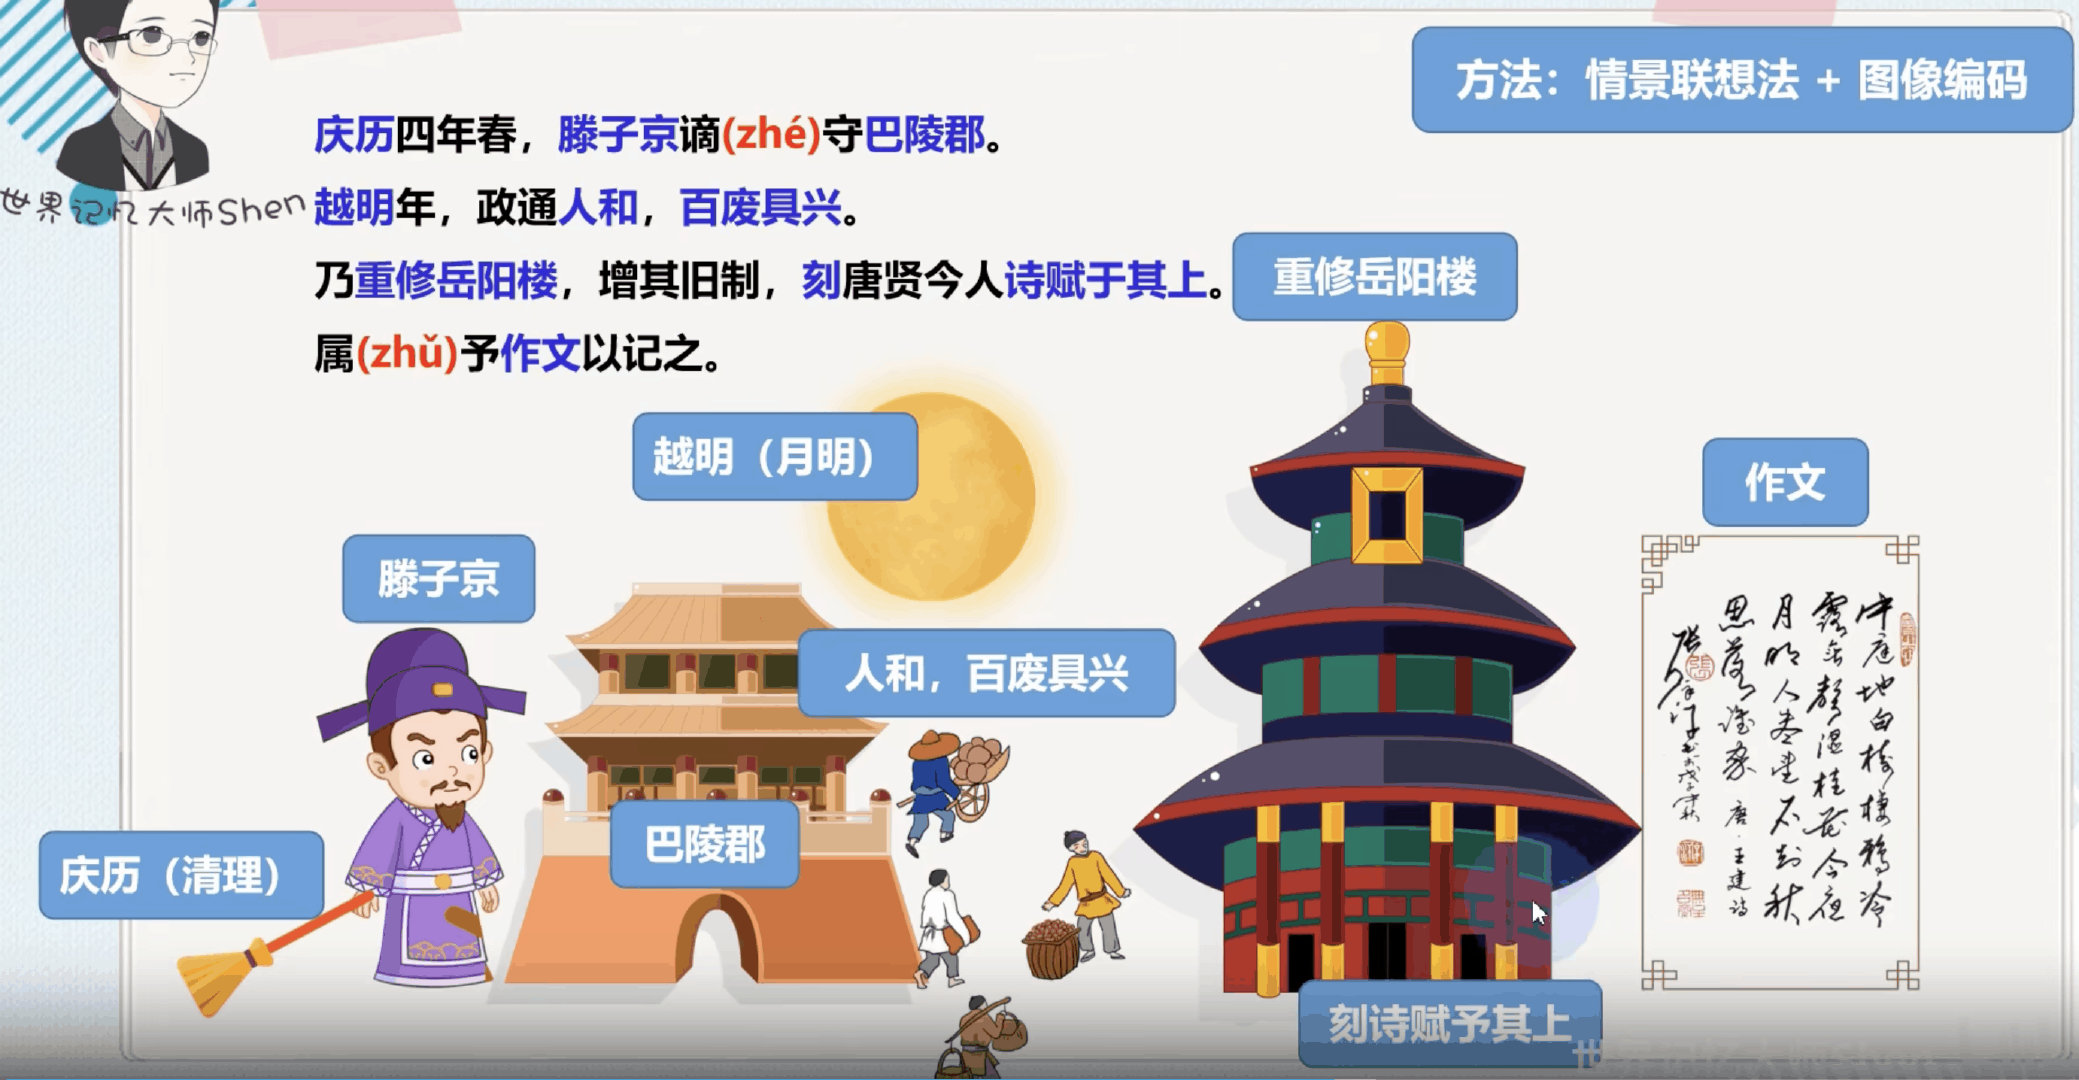 方法：情景联想法 + 图像编码
庆历四年春，滕子京谪(zhé)守巴陵郡。
世界记忆大师Shen
越明年，政通人和，百废具兴。
乃重修岳阳楼，增其旧制，刻唐贤今人诗赋于其上。
属(zhǔ)予作文以记之。
重修岳阳楼
越明（月明）
作文
滕子京
人和，百废具兴
巴陵郡
庆历（清理）
中庭地白树栖鸦冷
露无声湿桂花今夜
月明人尽望不知秋
思落谁家 唐·王建诗
刻诗赋予其上